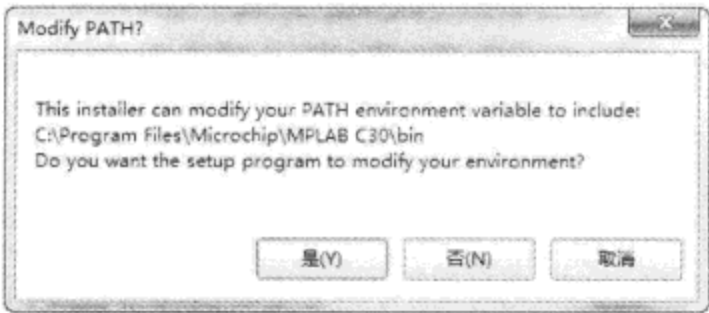 Modify PATH?
This installer can modify your PATH environment variable to include:
C:\Program Files\Microchip\MPLAB C30\bin
Do you want the setup program to modify your environment?
是(Y) 否(N) 取消